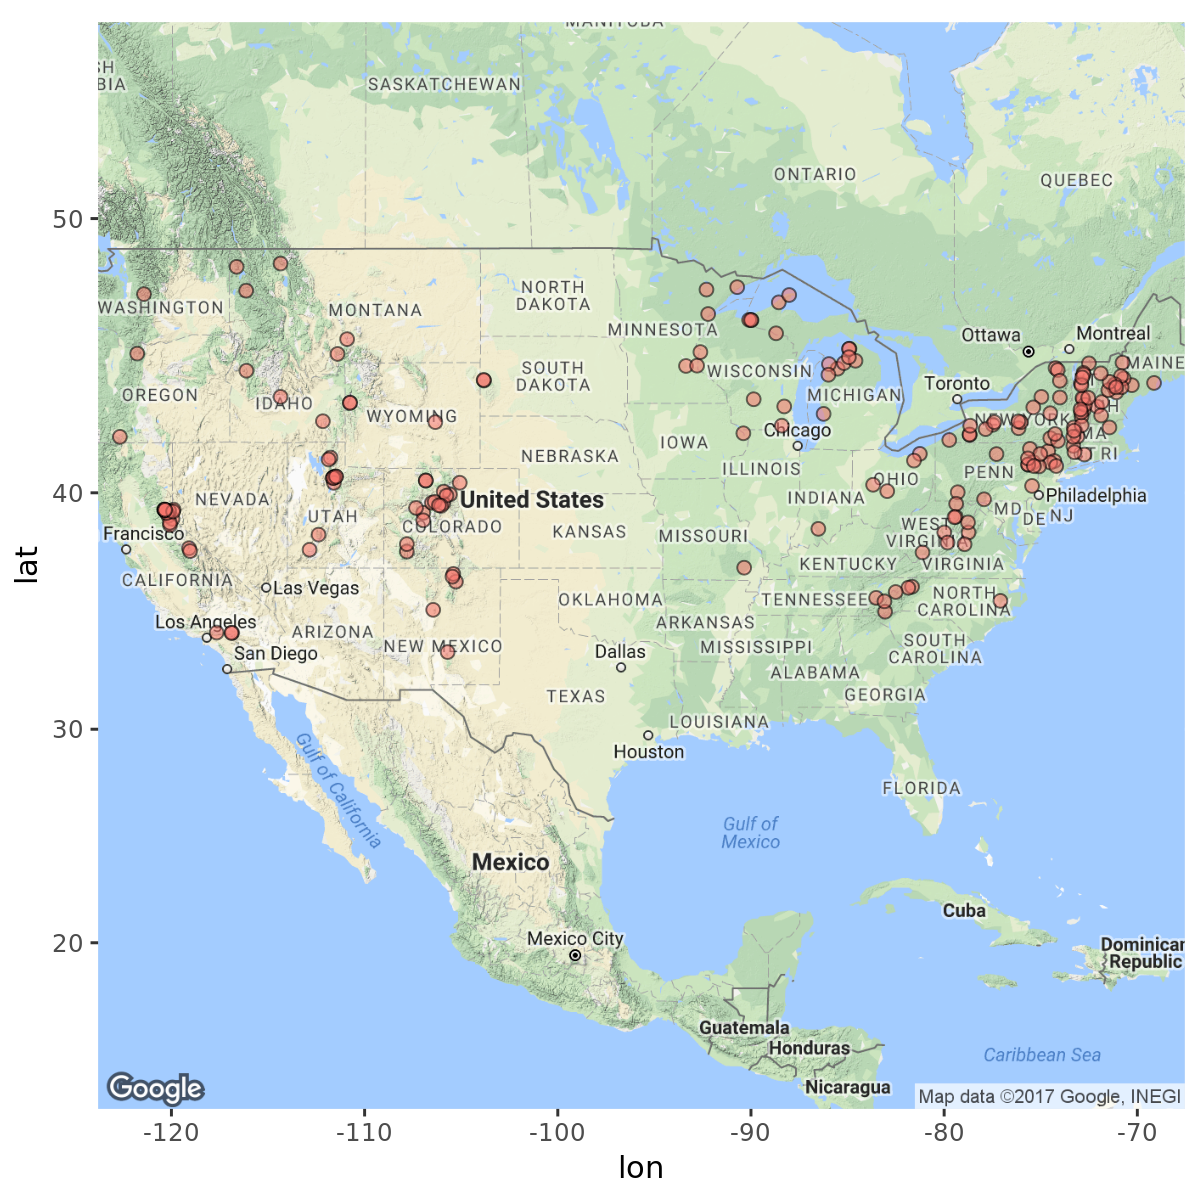 MANITOBA
SH
BIA
SASKATCHEWAN
ONTARIO
QUEBEC
50
WASHINGTON
MONTANA
NORTH
DAKOTA
MINNESOTA
Ottawa
Montreal
OREGON
IDAHO
WYOMING
SOUTH
DAKOTA
WISCONSIN
MICHIGAN
Toronto
MAINE
NEW YORK
H
MA
RI
CT
IOWA
Chicago
NEBRASKA
ILLINOIS
INDIANA
OHIO
PENN
40
NEVADA
UTAH
COLORADO
United States
KANSAS
MISSOURI
WEST
VIRGINIA
MD
DE
NJ
Philadelphia
Francisco
CALIFORNIA
Las Vegas
KENTUCKY
VIRGINIA
Los Angeles
ARIZONA
NEW MEXICO
OKLAHOMA
ARKANSAS
TENNESSEE
NORTH
CAROLINA
San Diego
Dallas
MISSISSIPPI
ALABAMA
SOUTH
CAROLINA
TEXAS
GEORGIA
LOUISIANA
30
Houston
Gulf of California
FLORIDA
Gulf of
Mexico
Mexico
Cuba
20
Mexico City
Dominican
Republic
Guatemala
Honduras
Caribbean Sea
Nicaragua
Google
Map data ©2017 Google, INEGI
-120
-110
-100
-90
-80
-70
lon
lat